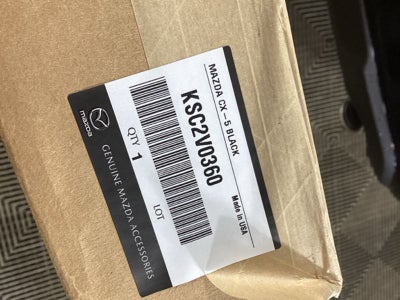 MAZDA CX - 5 BLACK
KSC2V0360
Made in USA
QTY
1
LOT
mazda
GENUINE MAZDA ACCESSORIES